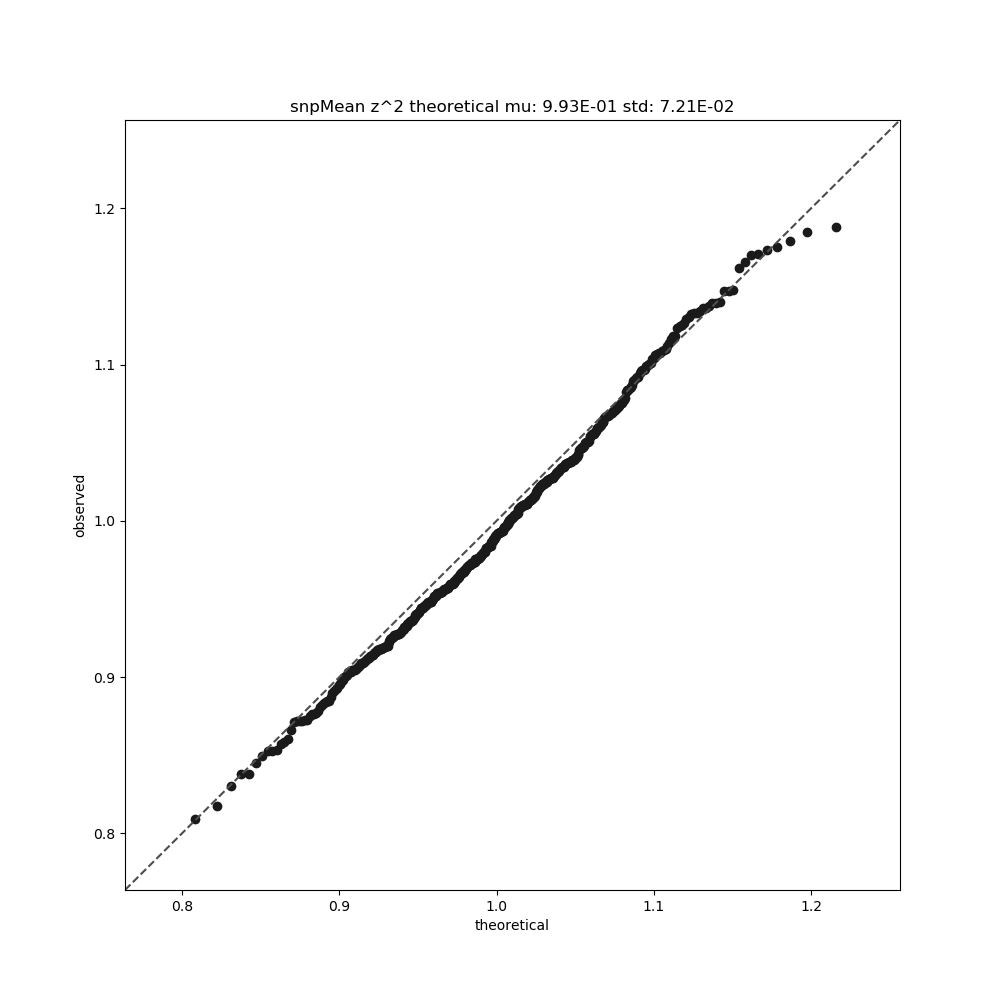 snpMean z^2 theoretical mu: 9.93E-01 std: 7.21E-02
1.2
1.1
1.0
0.9
0.8
observed
0.8 0.9 1.0 1.1 1.2
theoretical